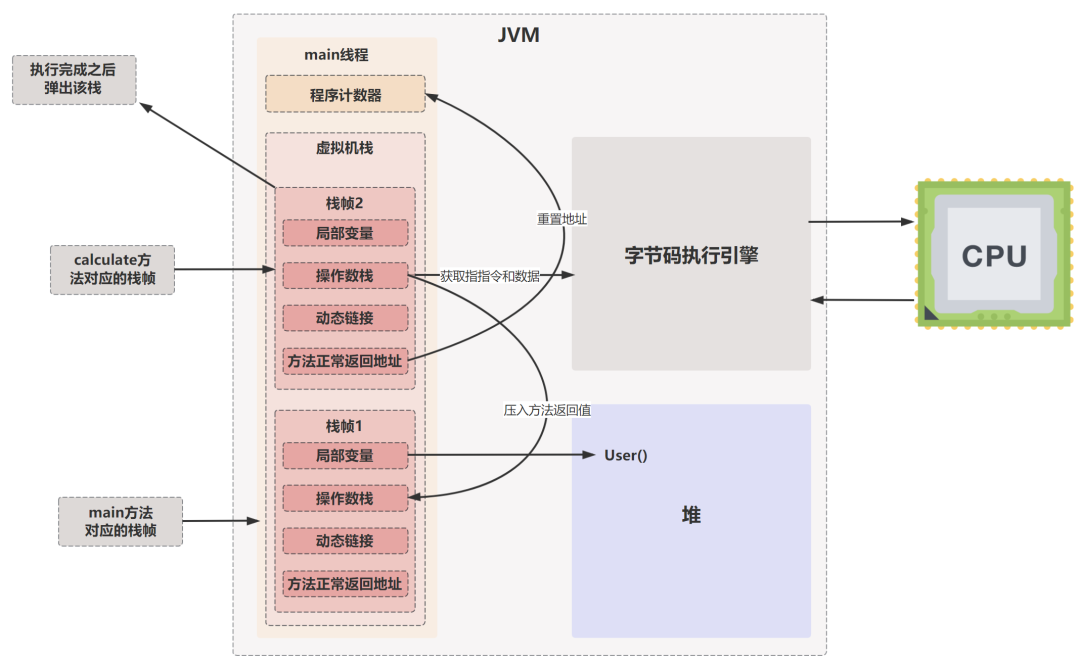 JVM
main线程
执行完成之后
弹出该栈
程序计数器
虚拟机栈
栈帧2
局部变量
重置地址
calculate方
法对应的栈帧
操作数栈
获取指指令和数据
字节码执行引擎
CPU
动态链接
方法正常返回地址
压入方法返回值
栈帧1
局部变量
User()
操作数栈
堆
main方法
对应的栈帧
动态链接
方法正常返回地址